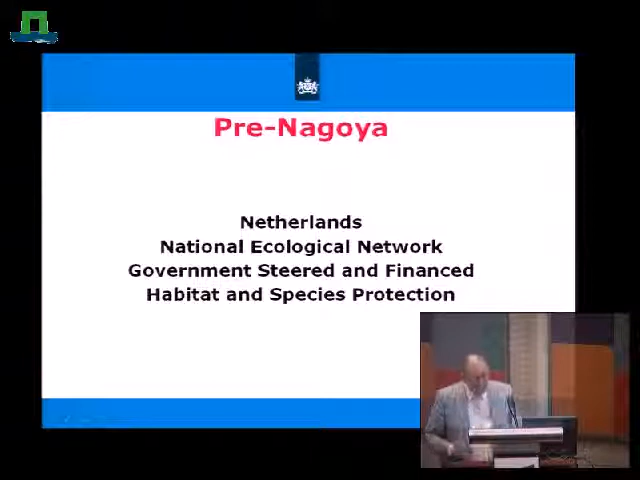 Pre-Nagoya
Netherlands
National Ecological Network
Government Steered and Financed
Habitat and Species Protection